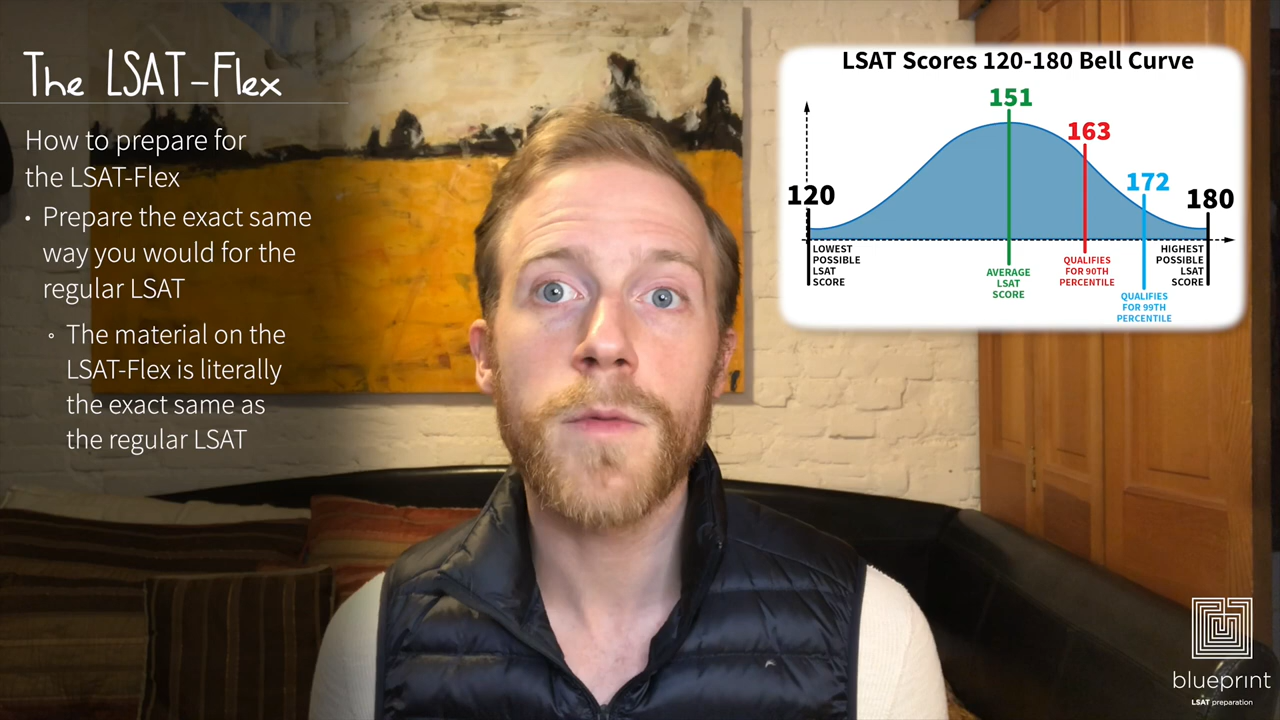 The LSAT-Flex
How to prepare for
the LSAT-Flex
• Prepare the exact same
way you would for the
regular LSAT
◦ The material on the
LSAT-Flex is literally
the exact same as
the regular LSAT
LSAT Scores 120-180 Bell Curve
151
163
172
120
180
LOWEST
POSSIBLE
LSAT
SCORE
AVERAGE
LSAT
SCORE
QUALIFIES
FOR 90TH
PERCENTILE
QUALIFIES
FOR 99TH
PERCENTILE
HIGHEST
POSSIBLE
LSAT
SCORE
blueprint
LSAT preparation